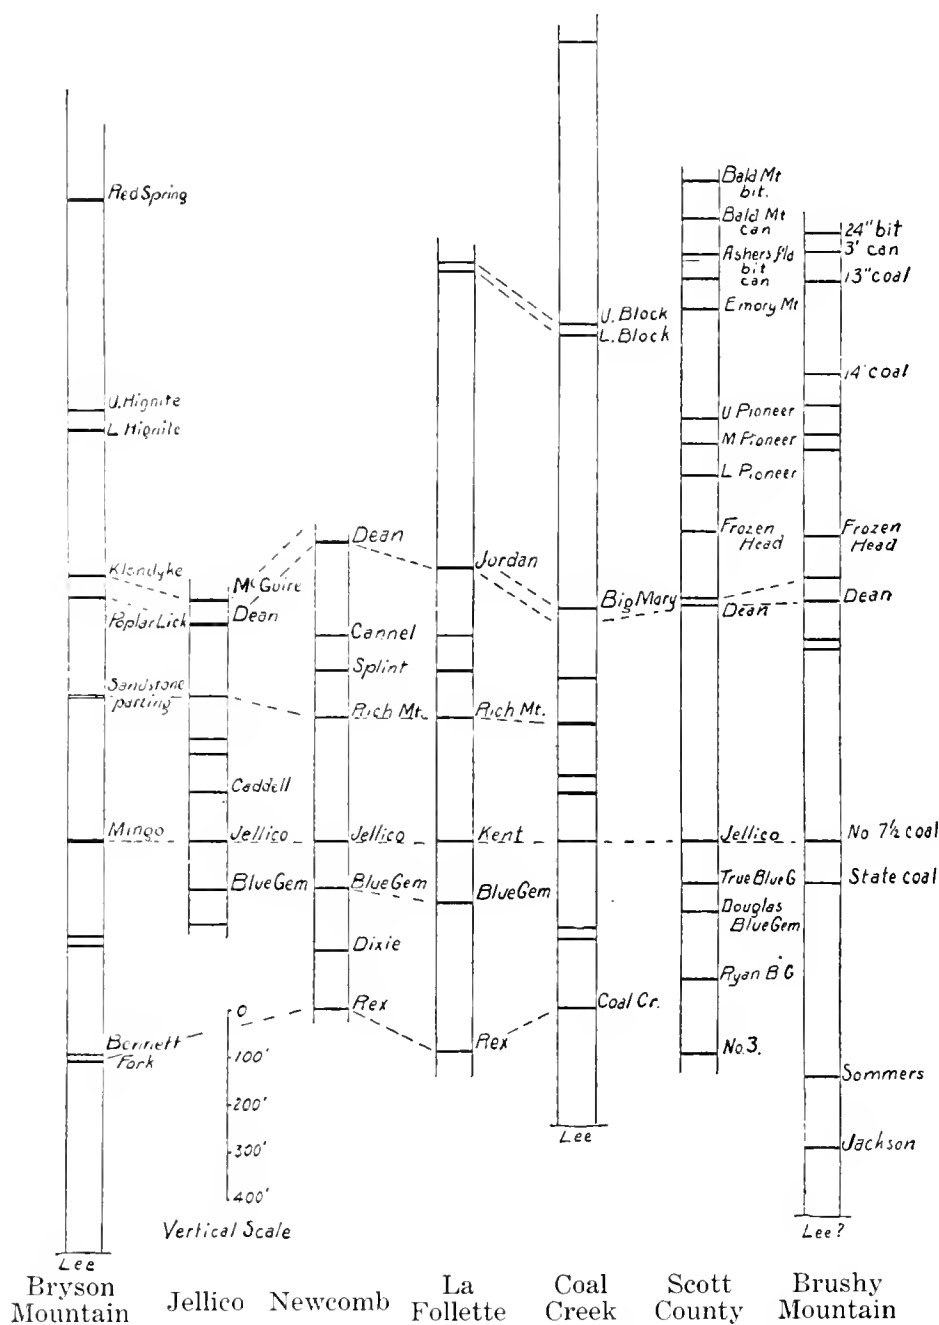 Red Spring
U. Hignite
L Hignite
Klondyke
Poplar Lick
Sandstone
parting
Mingo
Bennett
Fork
Lee
McGuire
Dean
Caddell
Jellico
Blue Gem
0
100'
200'
300'
400'
Vertical Scale
Dean
Cannel
Splint
Rich Mt.
Jellico
Blue Gem
Dixie
Rex
Jordan
Rich Mt.
Kent
Blue Gem
Rex
U. Block
L. Block
Big Mary
Coal Cr.
Lee
Bald Mt
bit.
Bald Mt
can
Ashersfld
bit
can
Emory Mt
U Pioneer
M Pioneer
L Pioneer
Frozen
Head
Dean
Jellico
True Blue G
Douglas
Blue Gem
Ryan B G
No. 3.
24" bit
3' can
13" coal
14" coal
Frozen
Head
Dean
No 7½ coal
State coal
Sommers
Jackson
Lee?
Bryson
Mountain
Jellico
Newcomb
La
Follette
Coal
Creek
Scott
County
Brushy
Mountain